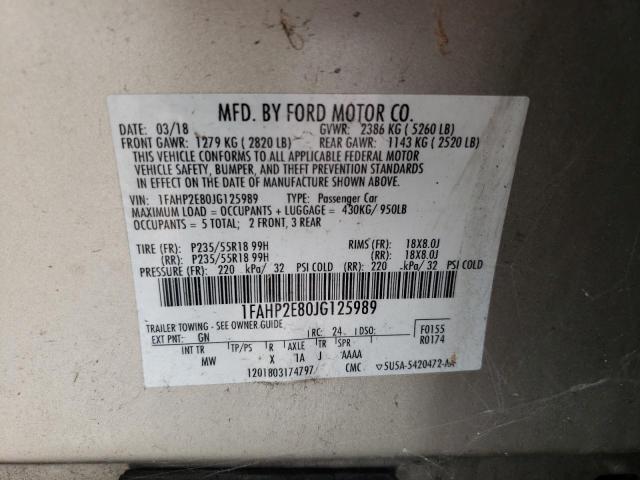 MFD. BY FORD MOTOR CO.
DATE: 03/18 GVWR: 2386 KG ( 5260 LB)
FRONT GAWR: 1279 KG ( 2820 LB) REAR GAWR: 1143 KG ( 2520 LB)
THIS VEHICLE CONFORMS TO ALL APPLICABLE FEDERAL MOTOR
VEHICLE SAFETY, BUMPER, AND THEFT PREVENTION STANDARDS
IN EFFECT ON THE DATE OF MANUFACTURE SHOWN ABOVE.
VIN: 1FAHP2E80JG125989 TYPE: Passenger Car
MAXIMUM LOAD = OCCUPANTS + LUGGAGE = 430KG/ 950LB
OCCUPANTS = 5 TOTAL; 2 FRONT, 3 REAR
TIRE (FR): P235/55R18 99H RIMS (FR): 18X8.0J
(RR): P235/55R18 99H (RR): 18X8.0J
PRESSURE (FR): 220 kPa/ 32 PSI COLD (RR): 220 kPa/ 32 PSI COLD
1FAHP2E80JG125989
TRAILER TOWING - SEE OWNER GUIDE
EXT PNT: GN RC: 24 DSO: F0155
R0174
INT TR TP/PS R AXLE TR SPR
MW X 1A J AAAA
1201803174797 CMC ▽5U5A-5420472-AA